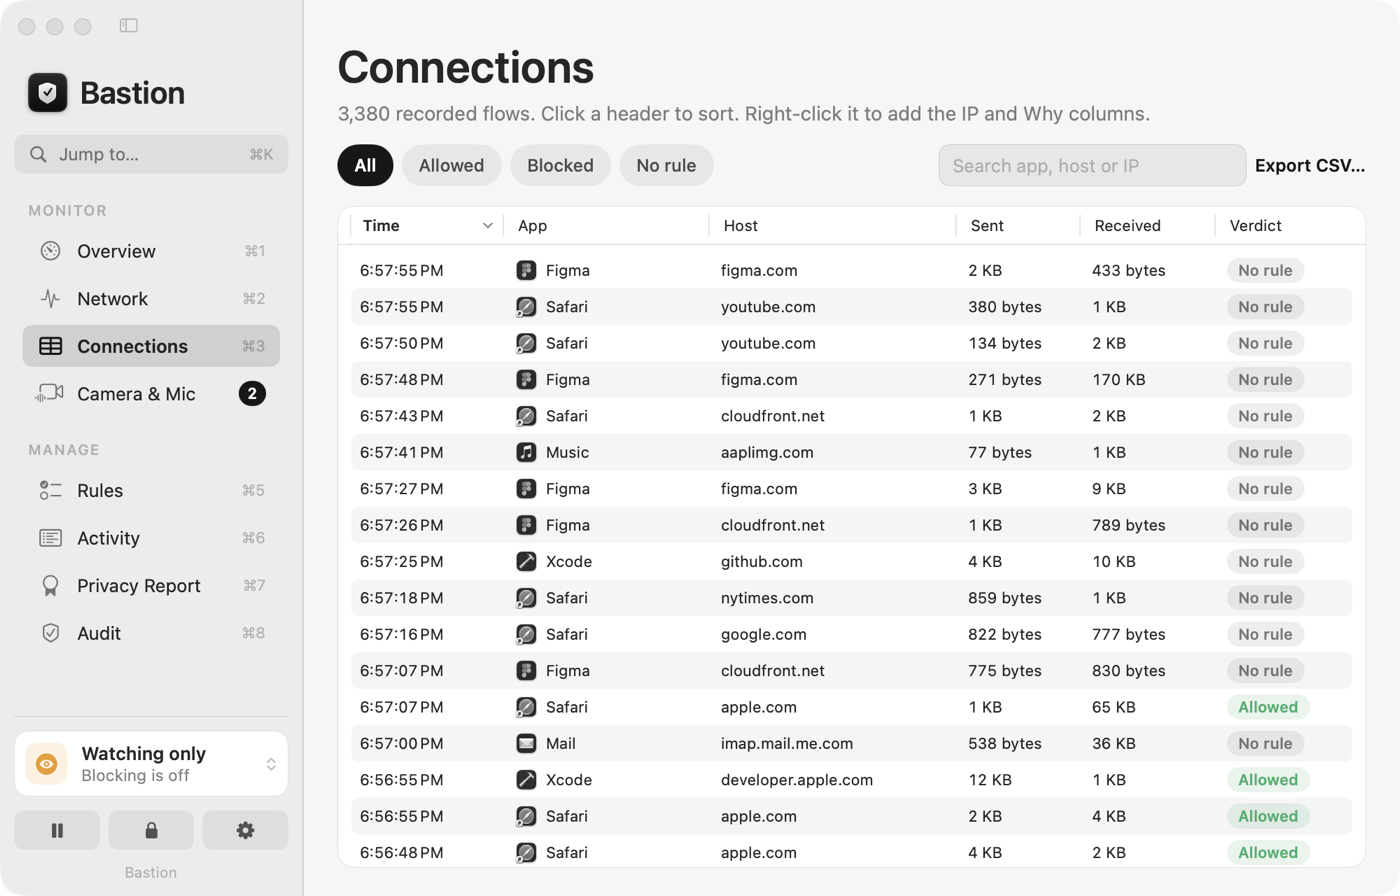 Bastion
Jump to... ⌘K
MONITOR
Overview ⌘1
Network ⌘2
Connections ⌘3
Camera & Mic 2
MANAGE
Rules ⌘5
Activity ⌘6
Privacy Report ⌘7
Audit ⌘8
Watching only
Blocking is off
Bastion
Connections
3,380 recorded flows. Click a header to sort. Right-click it to add the IP and Why columns.
All Allowed Blocked No rule Search app, host or IP Export CSV...
Time App Host Sent Received Verdict
6:57:55 PM Figma figma.com 2 KB 433 bytes No rule
6:57:55 PM Safari youtube.com 380 bytes 1 KB No rule
6:57:50 PM Safari youtube.com 134 bytes 2 KB No rule
6:57:48 PM Figma figma.com 271 bytes 170 KB No rule
6:57:43 PM Safari cloudfront.net 1 KB 2 KB No rule
6:57:41 PM Music aaplimg.com 77 bytes 1 KB No rule
6:57:27 PM Figma figma.com 3 KB 9 KB No rule
6:57:26 PM Figma cloudfront.net 1 KB 789 bytes No rule
6:57:25 PM Xcode github.com 4 KB 10 KB No rule
6:57:18 PM Safari nytimes.com 859 bytes 1 KB No rule
6:57:16 PM Safari google.com 822 bytes 777 bytes No rule
6:57:07 PM Figma cloudfront.net 775 bytes 830 bytes No rule
6:57:07 PM Safari apple.com 1 KB 65 KB Allowed
6:57:00 PM Mail imap.mail.me.com 538 bytes 36 KB No rule
6:56:55 PM Xcode developer.apple.com 12 KB 1 KB Allowed
6:56:55 PM Safari apple.com 2 KB 4 KB Allowed
6:56:48 PM Safari apple.com 4 KB 2 KB Allowed